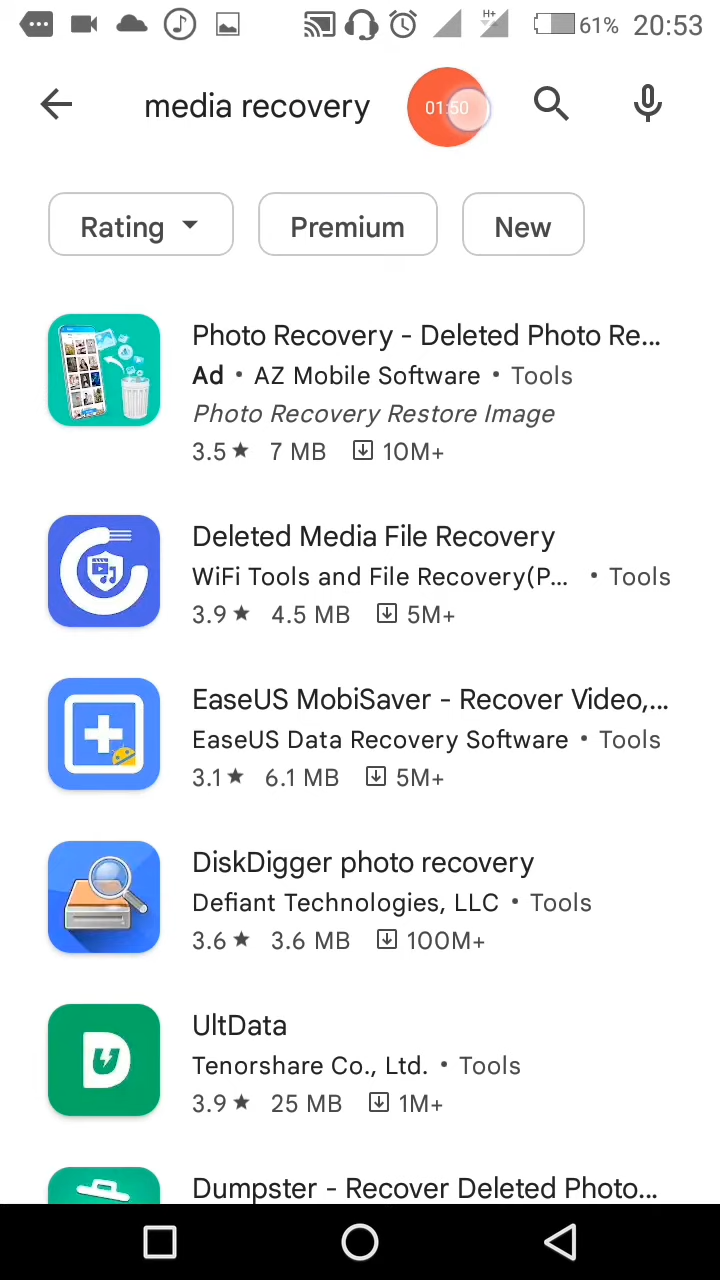 H+ 61% 20:53
media recovery 01:50
Rating Premium New
Photo Recovery - Deleted Photo Re...
Ad • AZ Mobile Software • Tools
Photo Recovery Restore Image
3.5★ 7 MB 10M+
Deleted Media File Recovery
WiFi Tools and File Recovery(P... • Tools
3.9★ 4.5 MB 5M+
EaseUS MobiSaver - Recover Video,...
EaseUS Data Recovery Software • Tools
3.1★ 6.1 MB 5M+
DiskDigger photo recovery
Defiant Technologies, LLC • Tools
3.6★ 3.6 MB 100M+
UltData
Tenorshare Co., Ltd. • Tools
3.9★ 25 MB 1M+
Dumpster - Recover Deleted Photo...